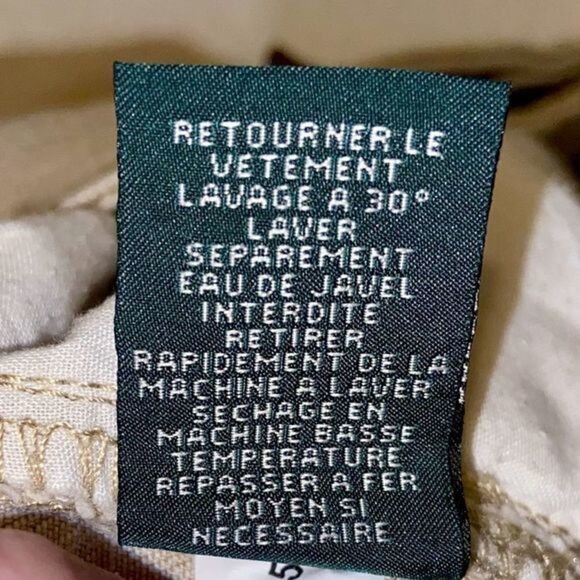 RETOURNER LE
VETEMENT
LAVAGE A 30°
LAVER
SEPAREMENT
EAU DE JAVEL
INTERDITE
RETIRER
RAPIDEMENT DE LA
MACHINE A LAVER
SECHAGE EN
MACHINE BASSE
TEMPERATURE
REPASSER A FER
MOYEN SI
NECESSAIRE
5